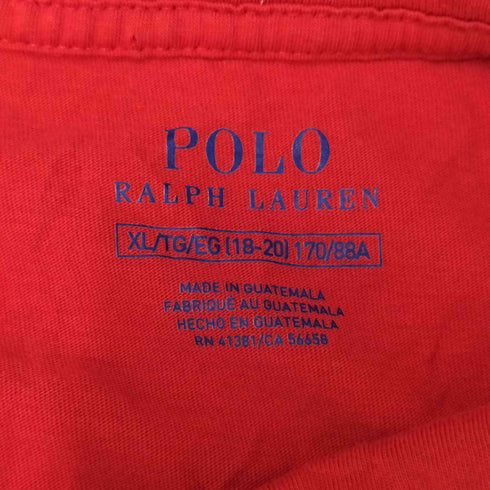 POLO
RALPH LAUREN
XL/TG/EG (18-20) 170/88A
MADE IN GUATEMALA
FABRIQUÉ AU GUATEMALA
HECHO EN GUATEMALA
RN 41381/CA 56658